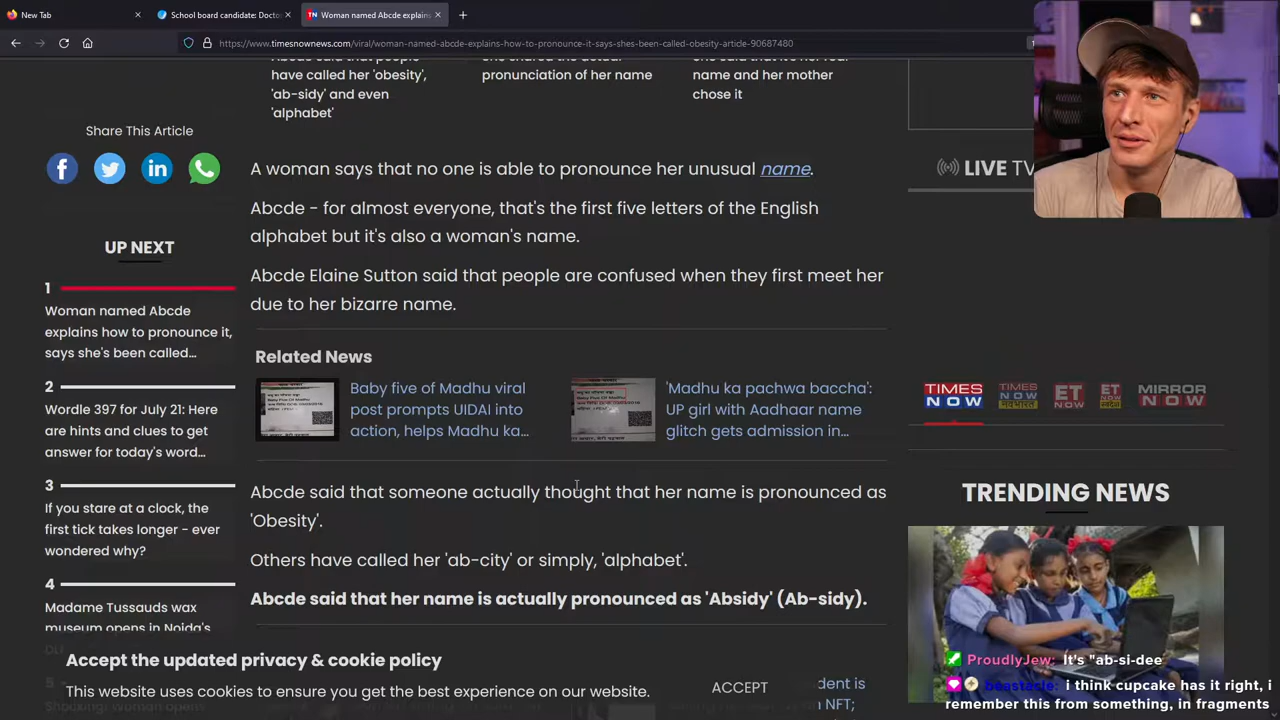 New Tab
School board candidate: Docto
Woman named Abcde explains
https://www.timesnownews.com/viral/woman-named-abcde-explains-how-to-pronounce-it-says-shes-been-called-obesity-article-90687480
people
have called her 'obesity',
'ab-sidy' and even
'alphabet'
She shared the actual
pronunciation of her name
name and her mother
chose it
Share This Article
A woman says that no one is able to pronounce her unusual name.
Abcde - for almost everyone, that's the first five letters of the English
alphabet but it's also a woman's name.
Abcde Elaine Sutton said that people are confused when they first meet her
due to her bizarre name.
LIVE TV
UP NEXT
1
Woman named Abcde
explains how to pronounce it,
says she's been called...
2
Wordle 397 for July 21: Here
are hints and clues to get
answer for today's word...
3
If you stare at a clock, the
first tick takes longer - ever
wondered why?
4
Madame Tussauds wax
museum opens in Noida's
Related News
Baby five of Madhu viral
post prompts UIDAI into
action, helps Madhu ka...
'Madhu ka pachwa baccha':
UP girl with Aadhaar name
glitch gets admission in...
Abcde said that someone actually thought that her name is pronounced as
'Obesity'.
Others have called her 'ab-city' or simply, 'alphabet'.
Abcde said that her name is actually pronounced as 'Absidy' (Ab-sidy).
TIMES NOW
TIMES NOW
ET NOW
ET NOW
MIRROR NOW
TRENDING NEWS
Accept the updated privacy & cookie policy
This website uses cookies to ensure you get the best experience on our website.
ACCEPT
dent is
NFT;
ProudlyJew: It's "ab-si-dee
beastacle: i think cupcake has it right, i
remember this from something, in fragments